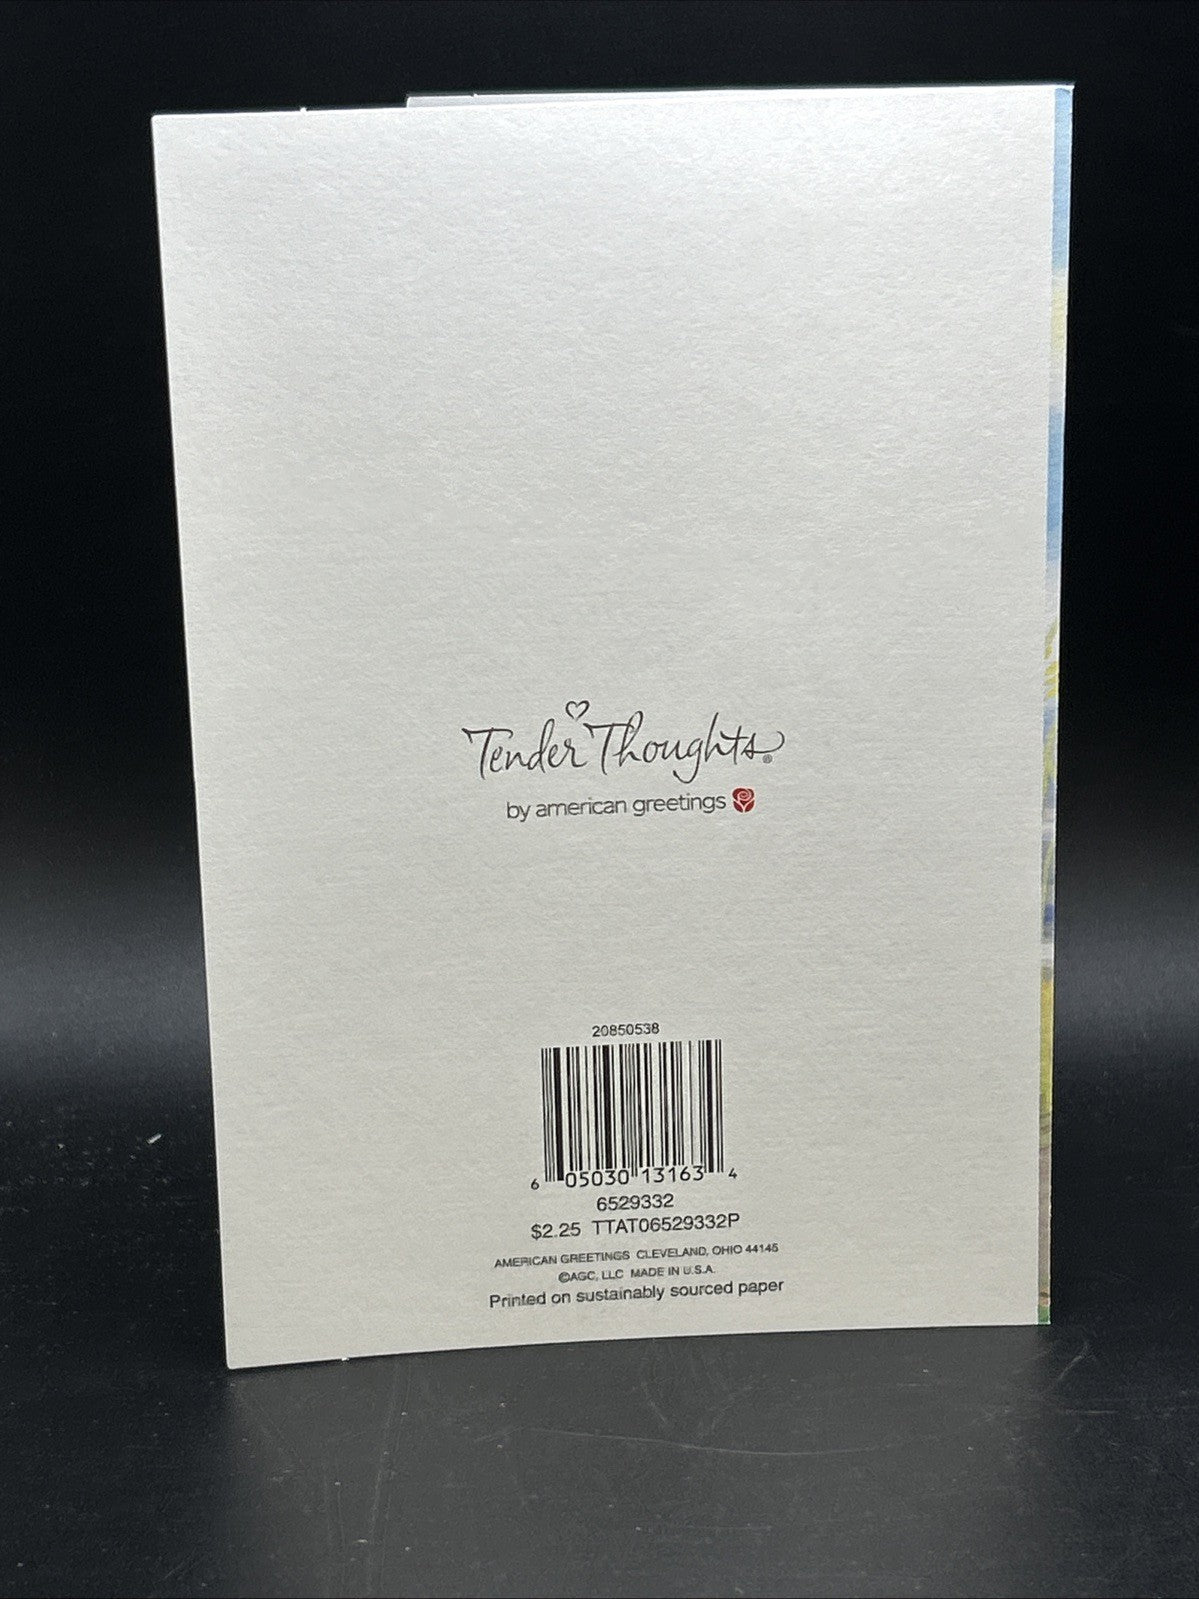 Tender Thoughts®
by american greetings
20850538
6 05030 13163 4
6529332
$2.25 TTAT06529332P
AMERICAN GREETINGS CLEVELAND, OHIO 44145
©AGC, LLC MADE IN U.S.A.
Printed on sustainably sourced paper